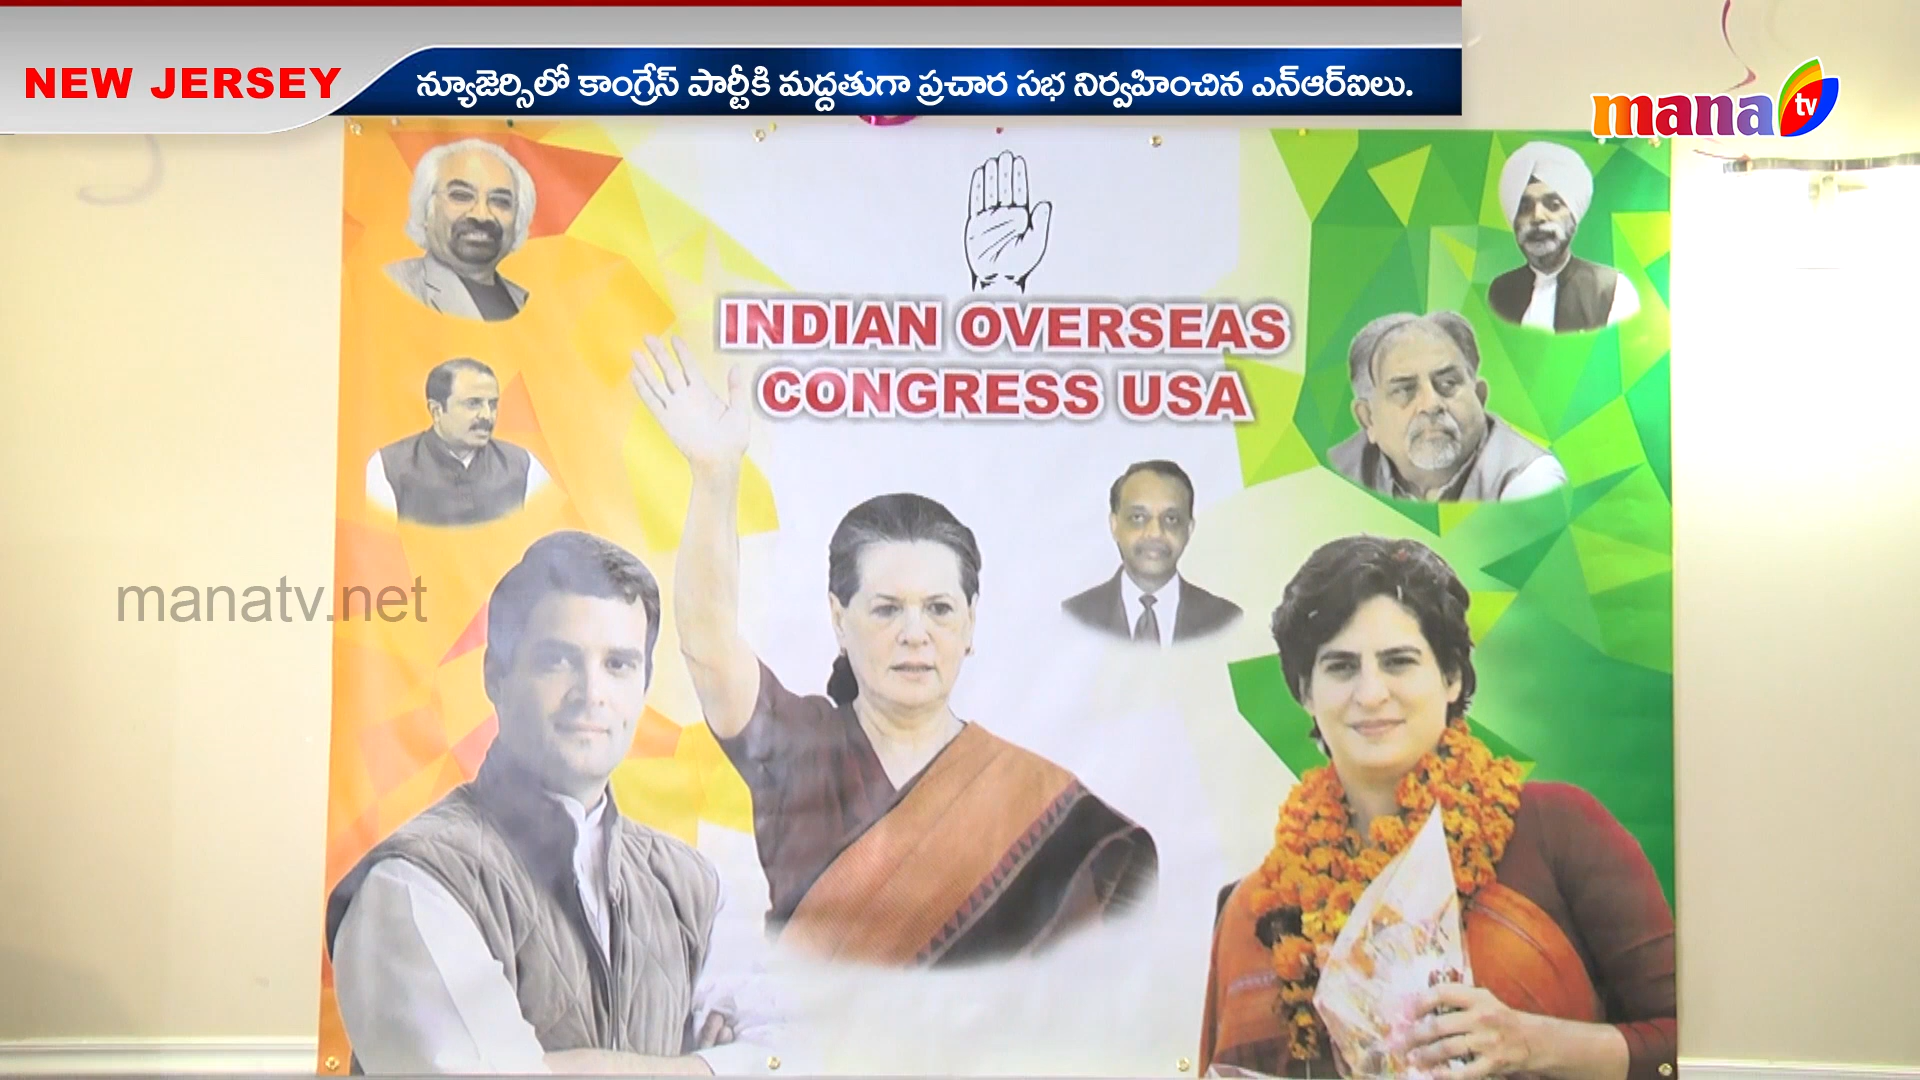 NEW JERSEY
న్యూజెర్సిలో కాంగ్రేస్ పార్టీకి మద్దతుగా ప్రచార సభ నిర్వహించిన ఎన్ఆర్ఐలు.
mana tv
INDIAN OVERSEAS
CONGRESS USA
manatv.net